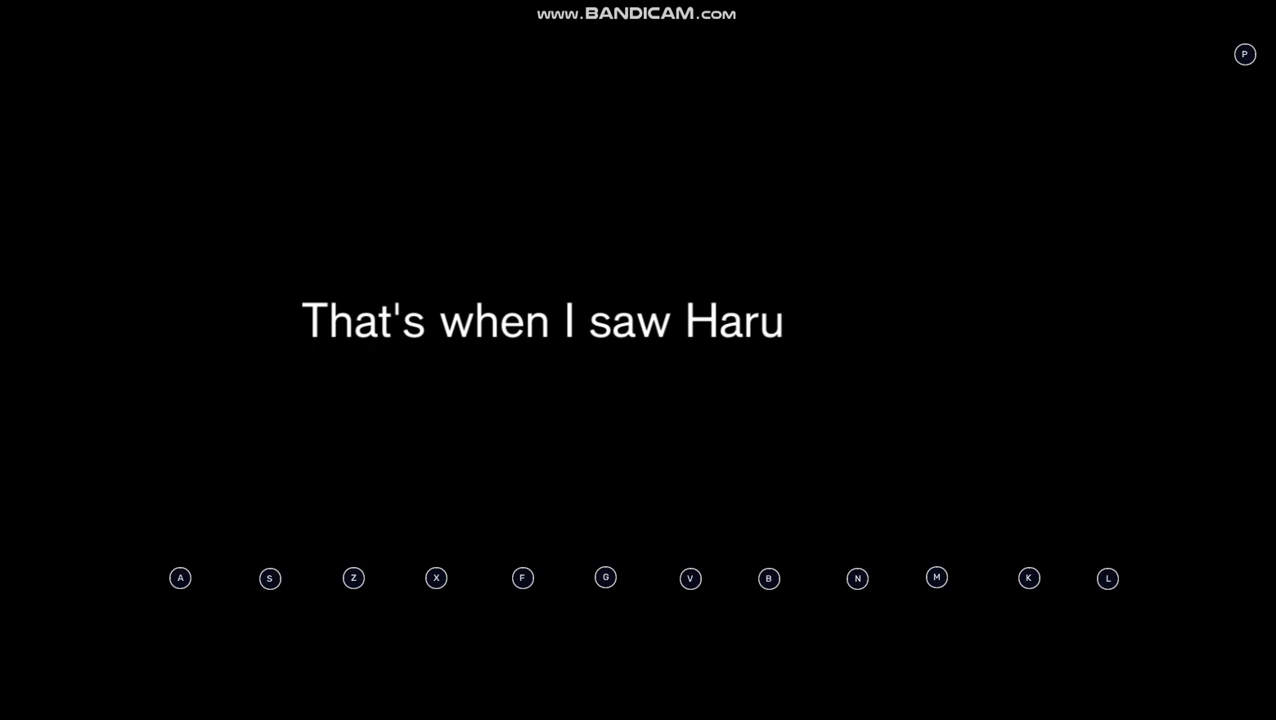 www.BANDICAM.com
P
That's when I saw Haru
A S Z X F G V B N M K L